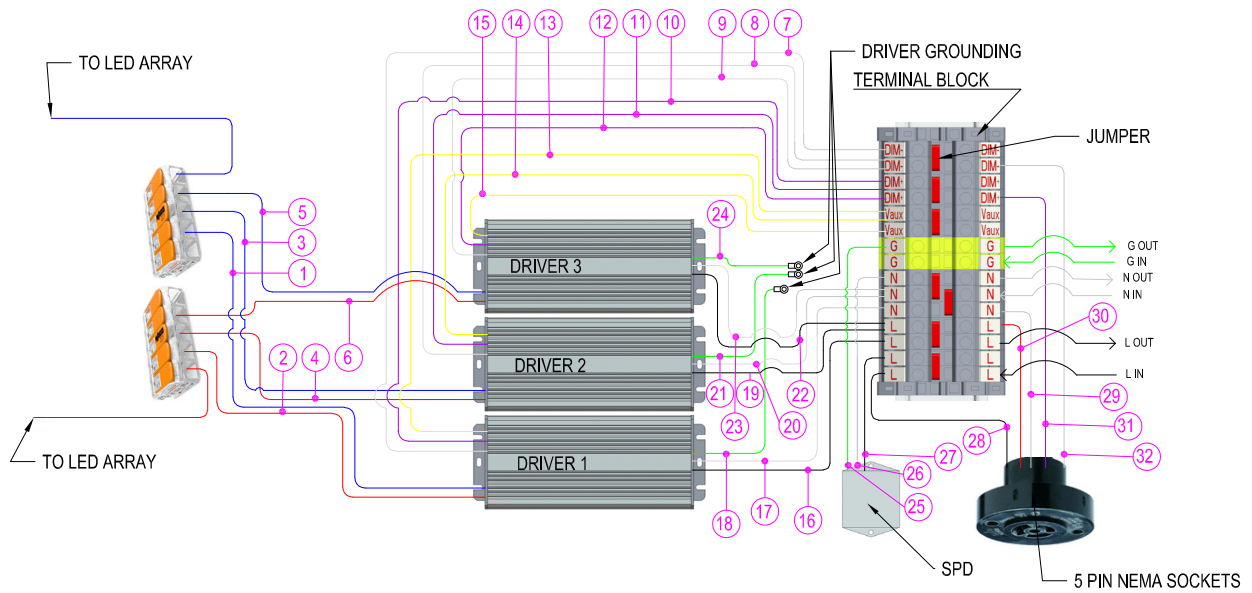 15 14 13 12 11 10 9 8 7
DRIVER GROUNDING
TERMINAL BLOCK
TO LED ARRAY
JUMPER
DIM- DIM-
DIM- DIM-
DIM+ DIM+
DIM+ DIM+
Vaux Vaux
Vaux Vaux
G G
G G
N N
N N
N N
L L
L L
L L
L L
G OUT
G IN
N OUT
N IN
L OUT
L IN
5
3
1
24
DRIVER 3
6
2 4
DRIVER 2
23 21 19 20 22
30
29
31
32
28
27
26
25
DRIVER 1
18 17 16
TO LED ARRAY
SPD
5 PIN NEMA SOCKETS